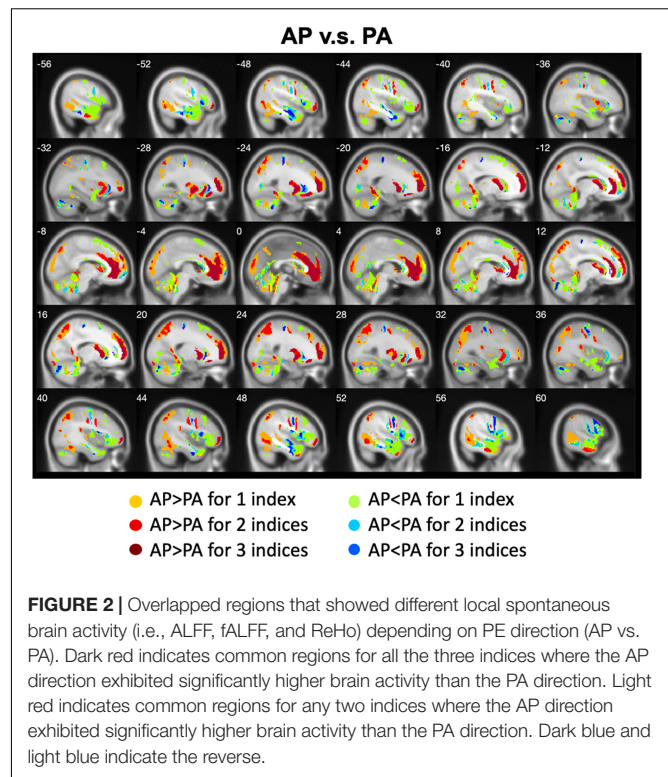 AP v.s. PA
-56 -52 -48 -44 -40 -36
-32 -28 -24 -20 -16 -12
-8 -4 0 4 8 12
16 20 24 28 32 36
40 44 48 52 56 60
AP>PA for 1 index AP<PA for 1 index
AP>PA for 2 indices AP<PA for 2 indices
AP>PA for 3 indices AP<PA for 3 indices
FIGURE 2 | Overlapped regions that showed different local spontaneous
brain activity (i.e., ALFF, fALFF, and ReHo) depending on PE direction (AP vs.
PA). Dark red indicates common regions for all the three indices where the AP
direction exhibited significantly higher brain activity than the PA direction. Light
red indicates common regions for any two indices where the AP direction
exhibited significantly higher brain activity than the PA direction. Dark blue and
light blue indicate the reverse.